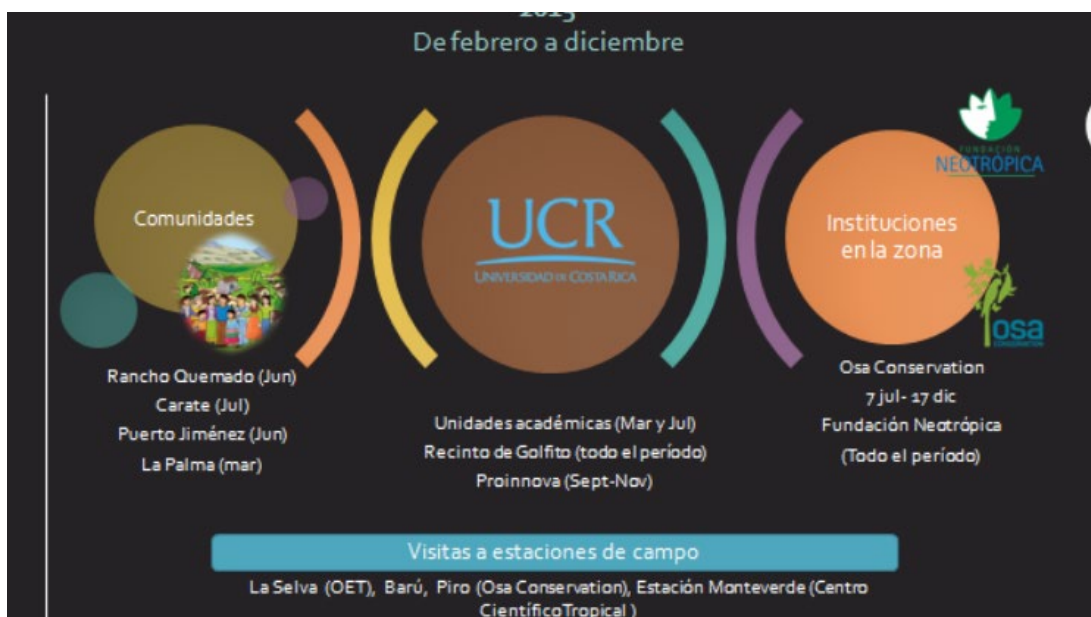 2015
De febrero a diciembre
Comunidades
Rancho Quemado (Jun)
Carate (Jul)
Puerto Jiménez (Jun)
La Palma (mar)
UCR
UNIVERSIDAD DE COSTA RICA
Unidades académicas (Mar y Jul)
Recinto de Golfito (todo el período)
Proinnova (Sept-Nov)
FUNDACIÓN
NEOTRÓPICA
Instituciones
en la zona
osa
CONSERVATION
Osa Conservation
7 jul- 17 dic
Fundación Neotrópica
(Todo el período)
Visitas a estaciones de campo
La Selva (OET), Barú, Piro (Osa Conservation), Estación Monteverde (Centro
CientíficoTropical )